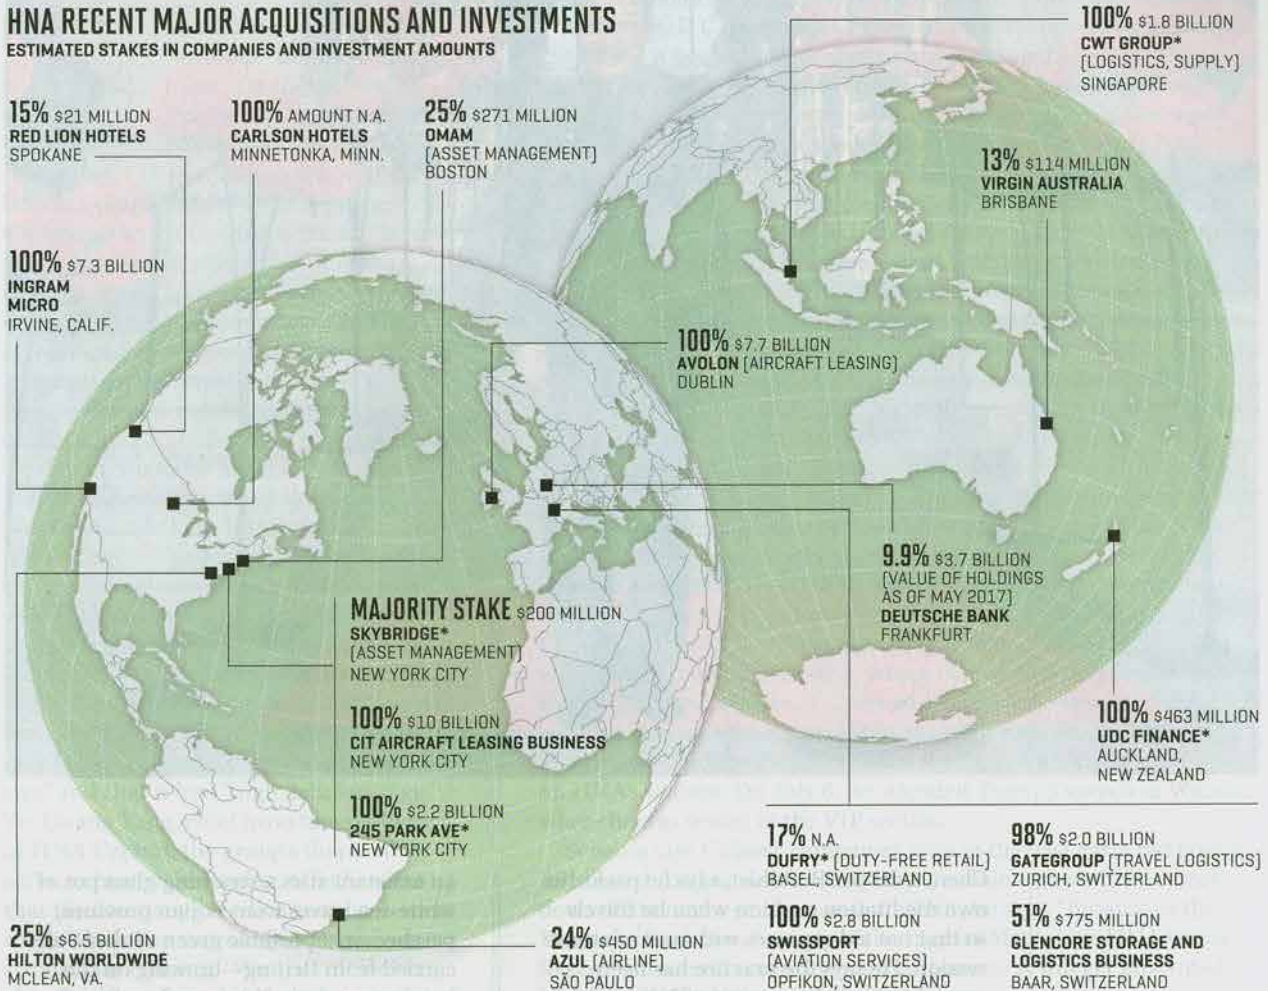 HNA RECENT MAJOR ACQUISITIONS AND INVESTMENTS
ESTIMATED STAKES IN COMPANIES AND INVESTMENT AMOUNTS
100% $1.8 BILLION
CWT GROUP*
(LOGISTICS, SUPPLY)
SINGAPORE
15% $21 MILLION
RED LION HOTELS
SPOKANE
100% AMOUNT N.A.
CARLSON HOTELS
MINNETONKA, MINN.
25% $271 MILLION
OMAM
(ASSET MANAGEMENT)
BOSTON
13% $114 MILLION
VIRGIN AUSTRALIA
BRISBANE
100% $7.3 BILLION
INGRAM
MICRO
IRVINE, CALIF.
100% $7.7 BILLION
AVOLON (AIRCRAFT LEASING)
DUBLIN
9.9% $3.7 BILLION
(VALUE OF HOLDINGS
AS OF MAY 2017)
DEUTSCHE BANK
FRANKFURT
MAJORITY STAKE $200 MILLION
SKYBRIDGE*
(ASSET MANAGEMENT)
NEW YORK CITY
100% $10 BILLION
CIT AIRCRAFT LEASING BUSINESS
NEW YORK CITY
100% $2.2 BILLION
245 PARK AVE*
NEW YORK CITY
100% $463 MILLION
UDC FINANCE*
AUCKLAND,
NEW ZEALAND
25% $6.5 BILLION
HILTON WORLDWIDE
MCLEAN, VA.
24% $450 MILLION
AZUL (AIRLINE)
SÃO PAULO
17% N.A.
DUFRY* (DUTY-FREE RETAIL)
BASEL, SWITZERLAND
98% $2.0 BILLION
GATEGROUP (TRAVEL LOGISTICS)
ZURICH, SWITZERLAND
100% $2.8 BILLION
SWISSPORT
(AVIATION SERVICES)
OPFIKON, SWITZERLAND
51% $775 MILLION
GLENCORE STORAGE AND
LOGISTICS BUSINESS
BAAR, SWITZERLAND